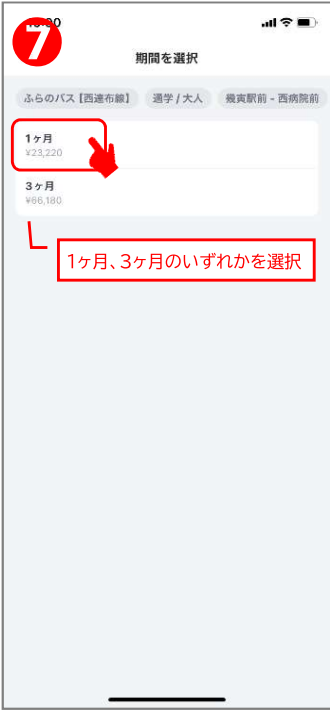 7
期間を選択
ふらのバス【西達布線】 通学 / 大人 幾寅駅前 - 西病院前
1ヶ月
¥23,220
3ヶ月
¥66,180
1ヶ月、3ヶ月のいずれかを選択